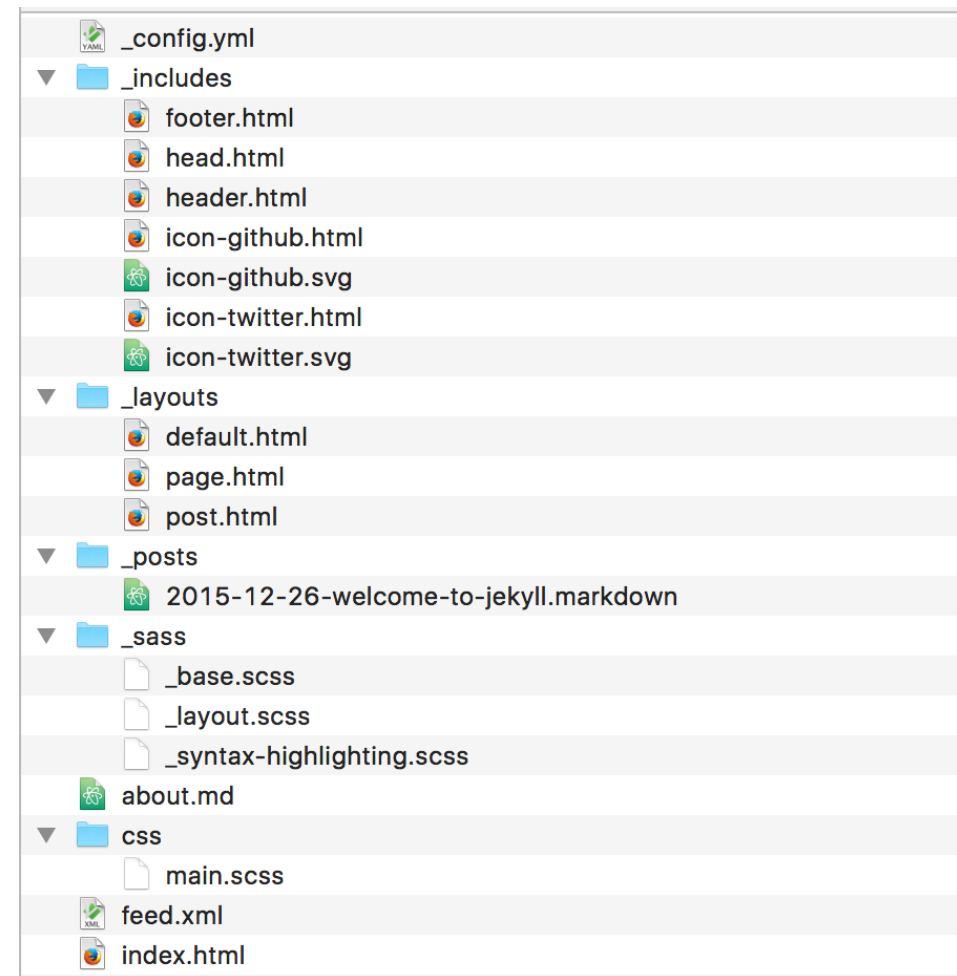 _config.yml
_includes
footer.html
head.html
header.html
icon-github.html
icon-github.svg
icon-twitter.html
icon-twitter.svg
_layouts
default.html
page.html
post.html
_posts
2015-12-26-welcome-to-jekyll.markdown
_sass
_base.scss
_layout.scss
_syntax-highlighting.scss
about.md
css
main.scss
feed.xml
index.html